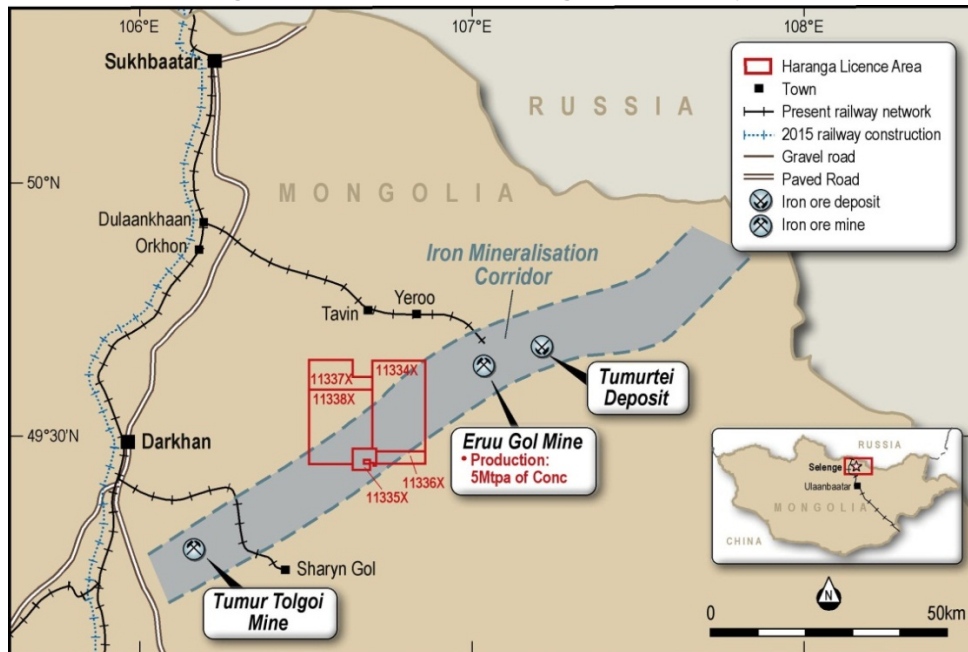 106°E
107°E
108°E
Sukhbaatar
RUSSIA
Haranga Licence Area
Town
Present railway network
2015 railway construction
Gravel road
Paved Road
Iron ore deposit
Iron ore mine
50°N
MONGOLIA
Dulaankhaan
Orkhon
Iron Mineralisation
Corridor
Tavin
Yeroo
11337X
11334X
11338X
Tumurtei
Deposit
49°30'N
Darkhan
Eruu Gol Mine
• Production:
5Mtpa of Conc
11336X
11335X
RUSSIA
Selenge
Ulaanbaatar
MONGOLIA
CHINA
Sharyn Gol
Tumur Tolgoi
Mine
N
0
50km